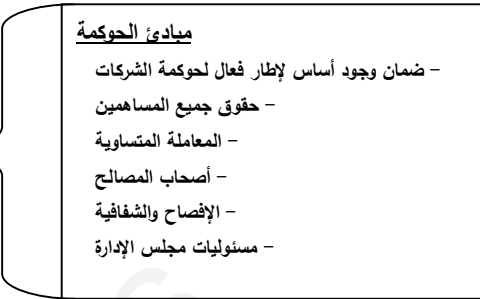 مبادئ الحوكمة
- ضمان وجود أساس لإطار فعال لحوكمة الشركات
- حقوق جميع المساهمين
- المعاملة المتساوية
- أصحاب المصالح
- الإفصاح والشفافية
- مسئوليات مجلس الإدارة